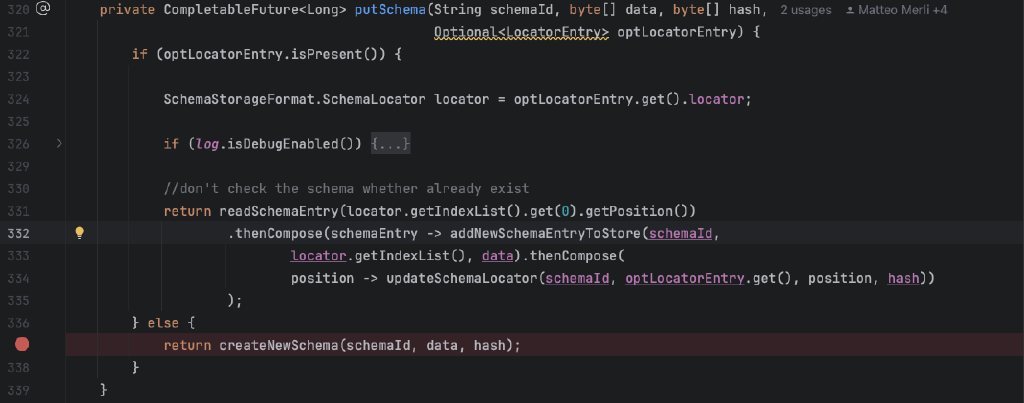 320 @ private CompletableFuture<Long> putSchema(String schemaId, byte[] data, byte[] hash, 2 usages Matteo Merli +4
321 Optional<LocatorEntry> optLocatorEntry) {
322 if (optLocatorEntry.isPresent()) {
323
324 SchemaStorageFormat.SchemaLocator locator = optLocatorEntry.get().locator;
325
326 > if (log.isDebugEnabled()) {...}
329
330 //don't check the schema whether already exist
331 return readSchemaEntry(locator.getIndexList().get(0).getPosition())
332 .thenCompose(schemaEntry -> addNewSchemaEntryToStore(schemaId,
333 locator.getIndexList(), data).thenCompose(
334 position -> updateSchemaLocator(schemaId, optLocatorEntry.get(), position, hash))
335 );
336 } else {
return createNewSchema(schemaId, data, hash);
338 }
339 }